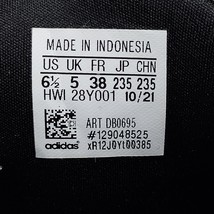 MADE IN INDONESIA
US UK FR JP CHN
6½ 5 38 235 235
HWI 28Y001 10/21
ART DB0695
#129048525
adidas xR12J0Yt00385